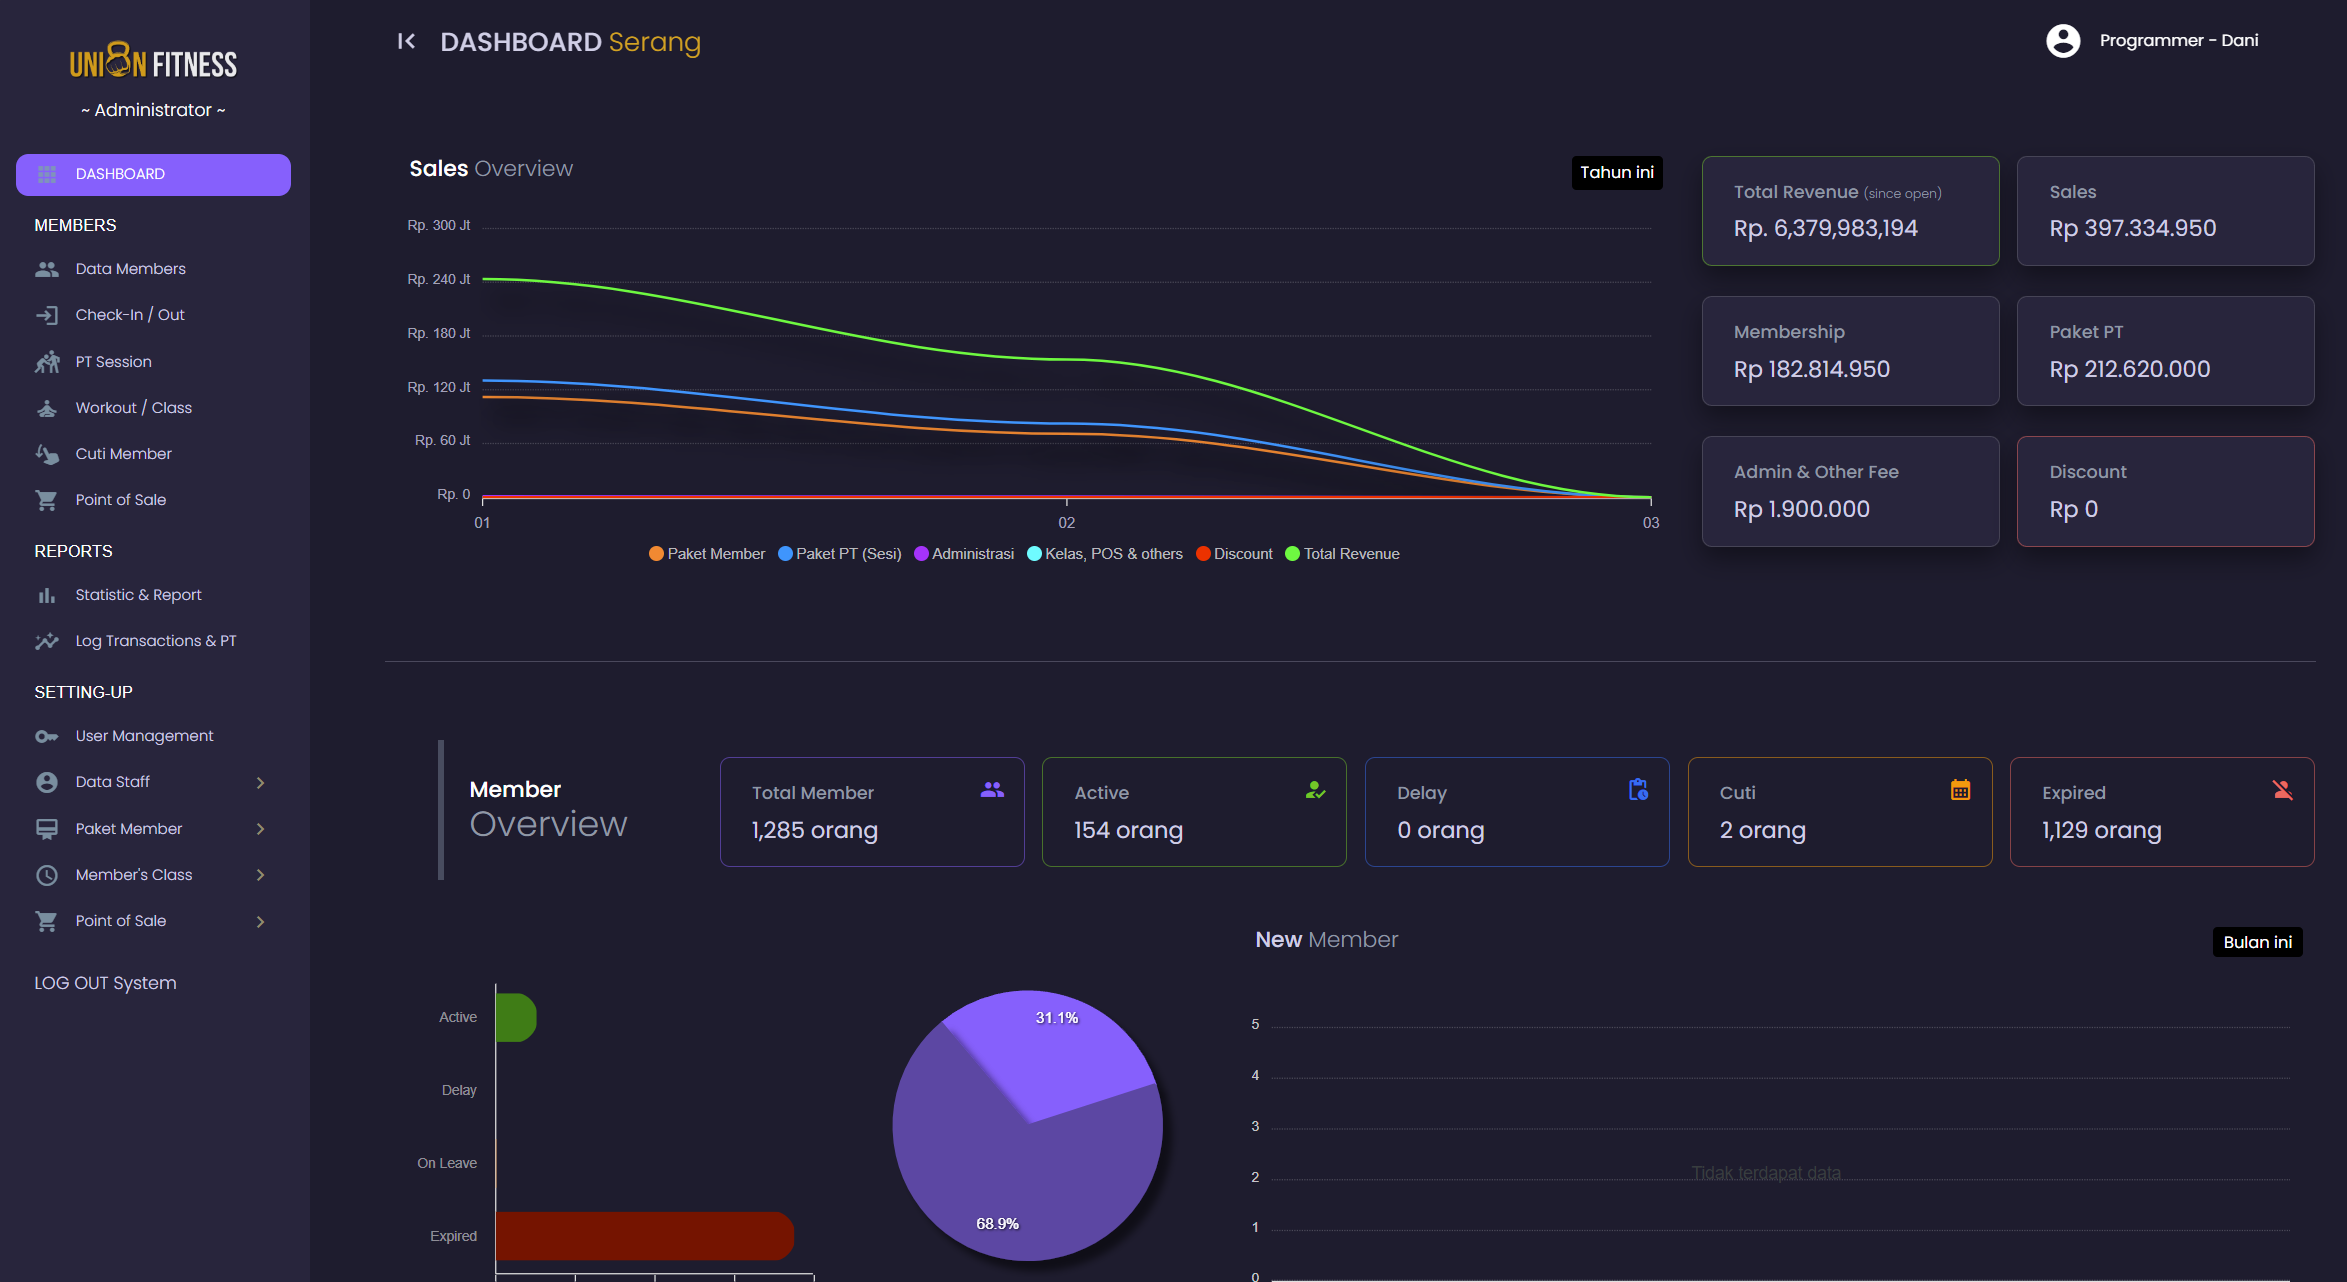 UNION FITNESS
~ Administrator ~
DASHBOARD
MEMBERS
Data Members
Check-In / Out
PT Session
Workout / Class
Cuti Member
Point of Sale
REPORTS
Statistic & Report
Log Transactions & PT
SETTING-UP
User Management
Data Staff
Paket Member
Member's Class
Point of Sale
LOG OUT System
DASHBOARD Serang
Programmer - Dani
Sales Overview
Tahun ini
Rp. 300 Jt
Rp. 240 Jt
Rp. 180 Jt
Rp. 120 Jt
Rp. 60 Jt
Rp. 0
01 02 03
Paket Member Paket PT (Sesi) Administrasi Kelas, POS & others Discount Total Revenue
Total Revenue (since open)
Rp. 6,379,983,194
Sales
Rp 397.334.950
Membership
Rp 182.814.950
Paket PT
Rp 212.620.000
Admin & Other Fee
Rp 1.900.000
Discount
Rp 0
Member
Overview
Total Member
1,285 orang
Active
154 orang
Delay
0 orang
Cuti
2 orang
Expired
1,129 orang
Active
Delay
On Leave
Expired
31.1%
68.9%
New Member
Bulan ini
5
4
3
2
1
0
Tidak terdapat data